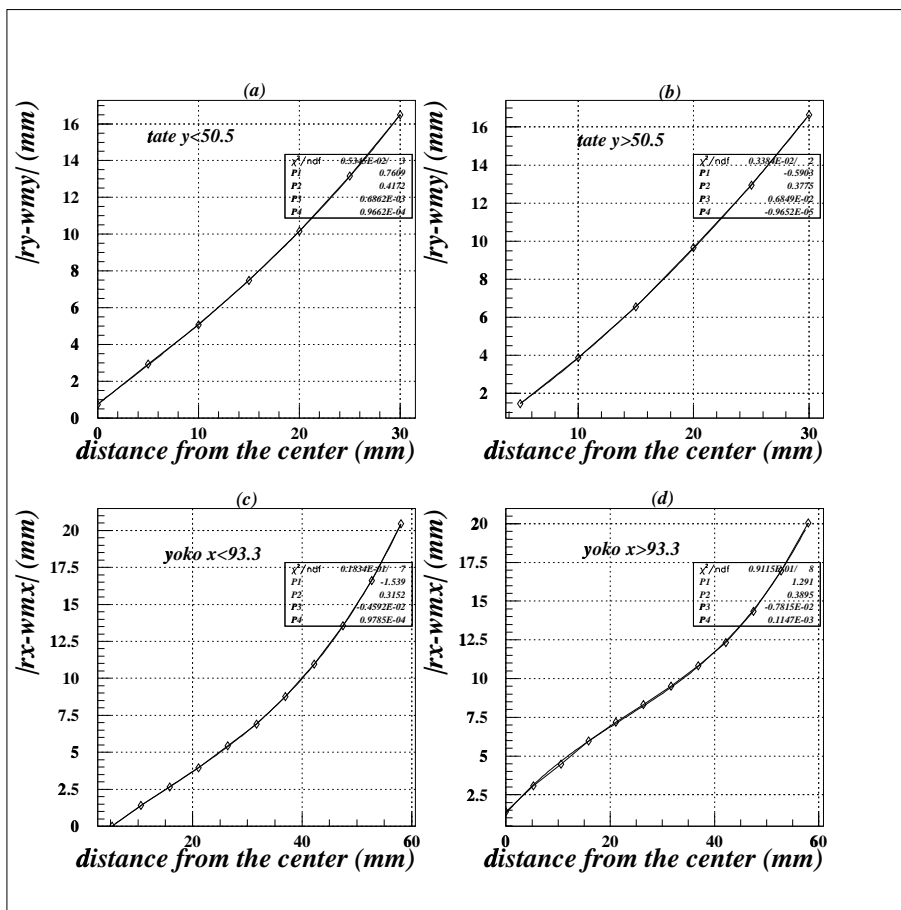 (a)
|ry-wmy| (mm)
tate y<50.5
χ²/ndf 0.5345E-02/ 3
P1 0.7609
P2 0.4172
P3 0.6862E-03
P4 0.9662E-04
16
14
12
10
8
6
4
2
0
0 10 20 30
distance from the center (mm)
(b)
|ry-wmy| (mm)
tate y>50.5
χ²/ndf 0.3384E-02/ 2
P1 -0.5903
P2 0.3775
P3 0.6849E-02
P4 -0.9652E-05
16
14
12
10
8
6
4
2
10 20 30
distance from the center (mm)
(c)
|rx-wmx| (mm)
yoko x<93.3
χ²/ndf 0.1834E-01/ 7
P1 -1.539
P2 0.3152
P3 -0.4592E-02
P4 0.9785E-04
20
17.5
15
12.5
10
7.5
5
2.5
0
20 40 60
distance from the center (mm)
(d)
|rx-wmx| (mm)
yoko x>93.3
χ²/ndf 0.9115E-01/ 8
P1 1.291
P2 0.3895
P3 -0.7815E-02
P4 0.1147E-03
20
17.5
15
12.5
10
7.5
5
2.5
0 20 40 60
distance from the center (mm)